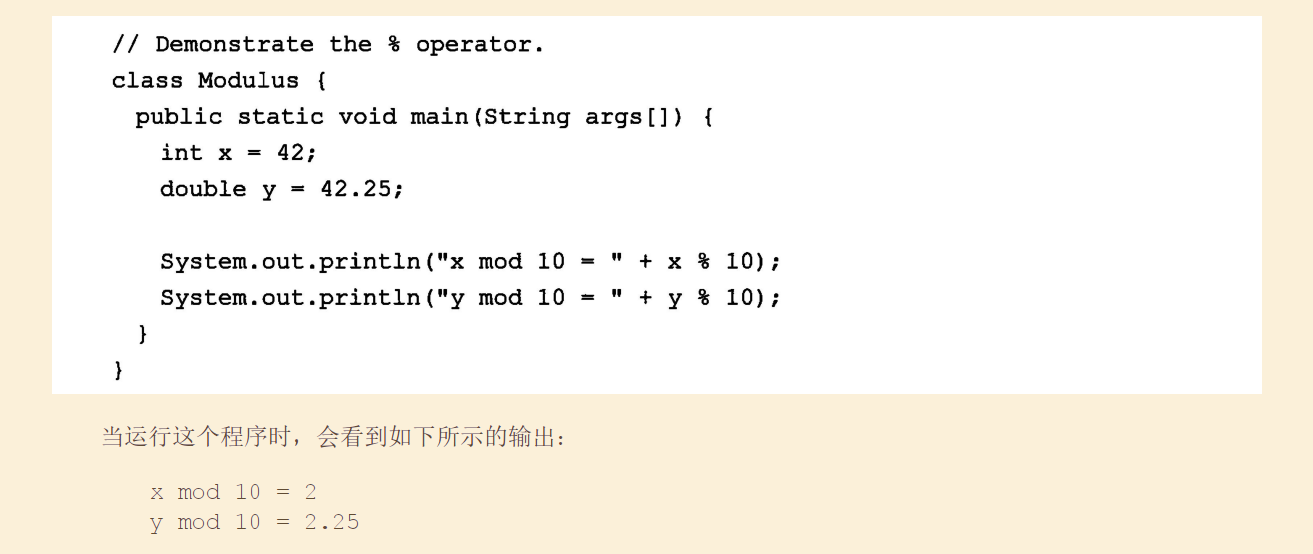 // Demonstrate the % operator.
class Modulus {
  public static void main(String args[]) {
    int x = 42;
    double y = 42.25;

    System.out.println("x mod 10 = " + x % 10);
    System.out.println("y mod 10 = " + y % 10);
  }
}
当运行这个程序时，会看到如下所示的输出：
x mod 10 = 2
y mod 10 = 2.25